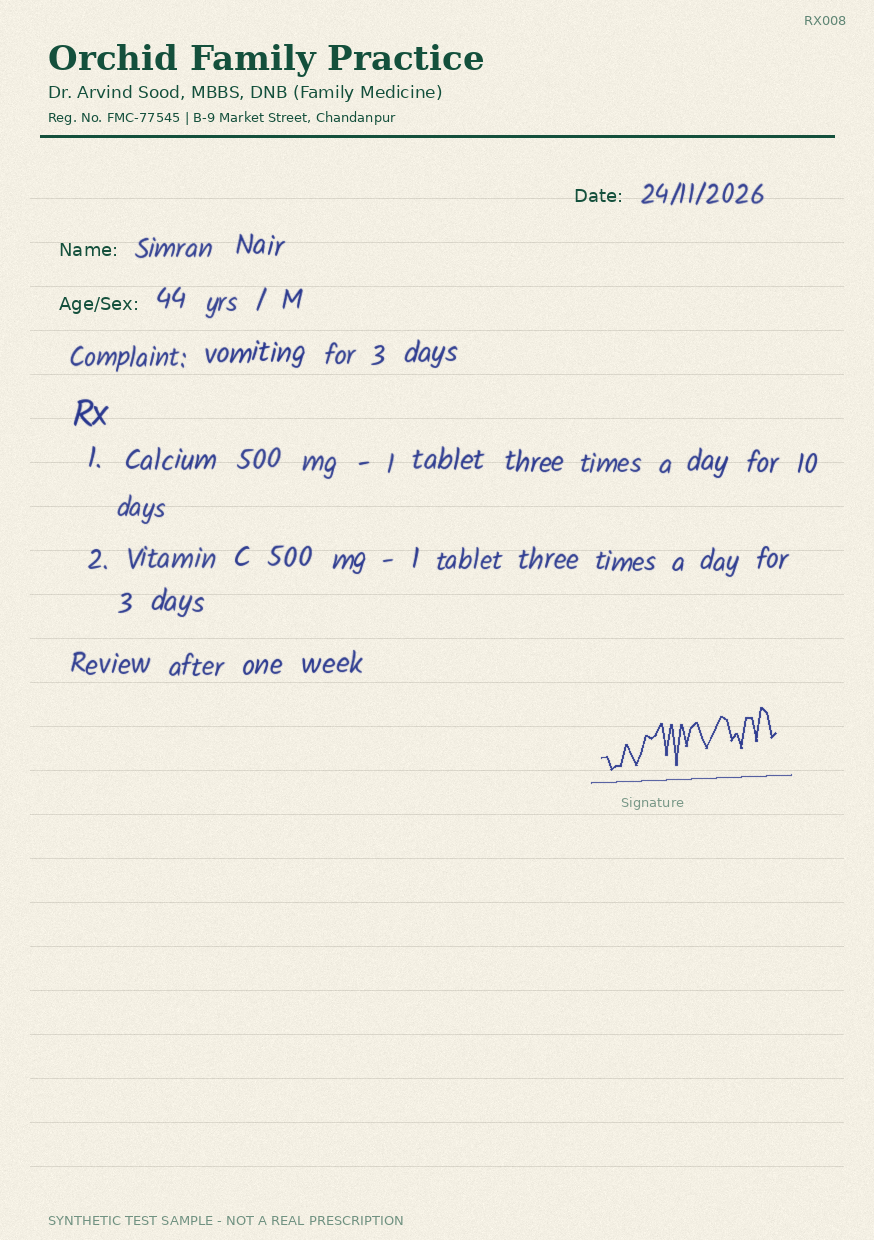 RX008
Orchid Family Practice
Dr. Arvind Sood, MBBS, DNB (Family Medicine)
Reg. No. FMC-77545 | B-9 Market Street, Chandanpur
Date: 24/11/2026
Name: Simran Nair
Age/Sex: 44 yrs / M
Complaint: vomiting for 3 days
Rx
1. Calcium 500 mg - 1 tablet three times a day for 10
days
2. Vitamin C 500 mg - 1 tablet three times a day for
3 days
Review after one week
Signature
SYNTHETIC TEST SAMPLE - NOT A REAL PRESCRIPTION